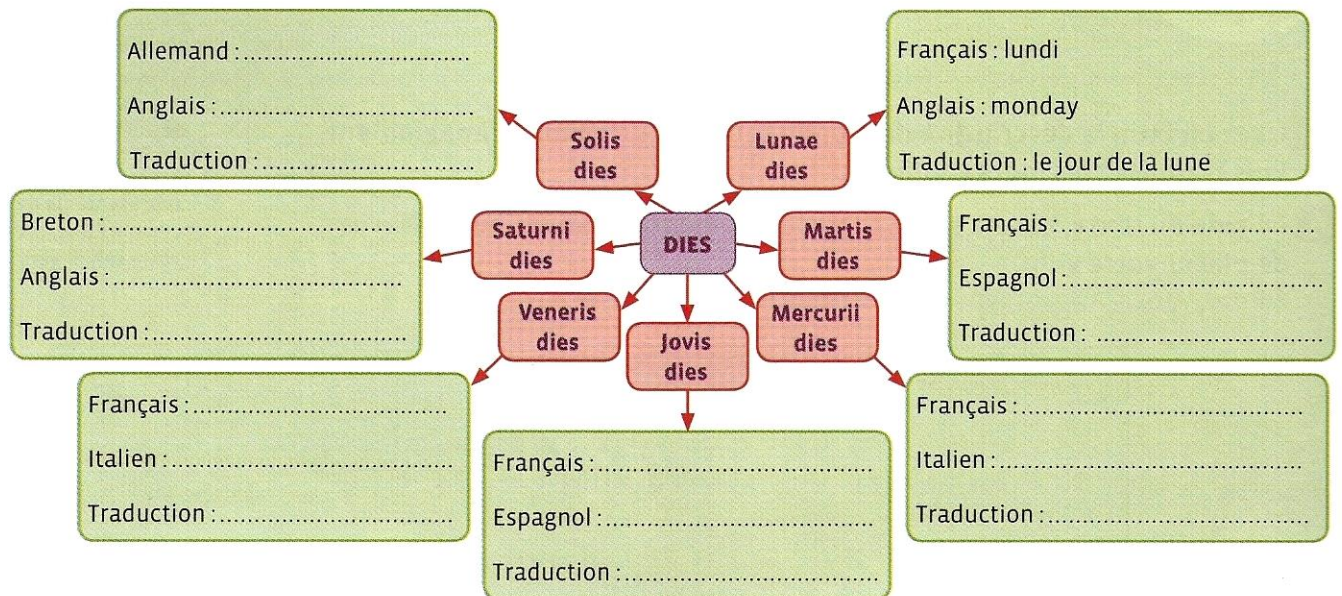 Allemand :.................................
Anglais :.....................................
Traduction :...............................
Solis
dies
Lunae
dies
Français : lundi
Anglais : monday
Traduction : le jour de la lune
Breton :..........................................
Anglais :..........................................
Traduction :.....................................
Saturni
dies
DIES
Martis
dies
Français :.....................................
Espagnol :.....................................
Traduction : .................................
Veneris
dies
Jovis
dies
Mercurii
dies
Français :.....................................
Italien :.........................................
Traduction :..................................
Français :........................................
Espagnol :.......................................
Traduction :.....................................
Français :.........................................
Italien :............................................
Traduction :......................................